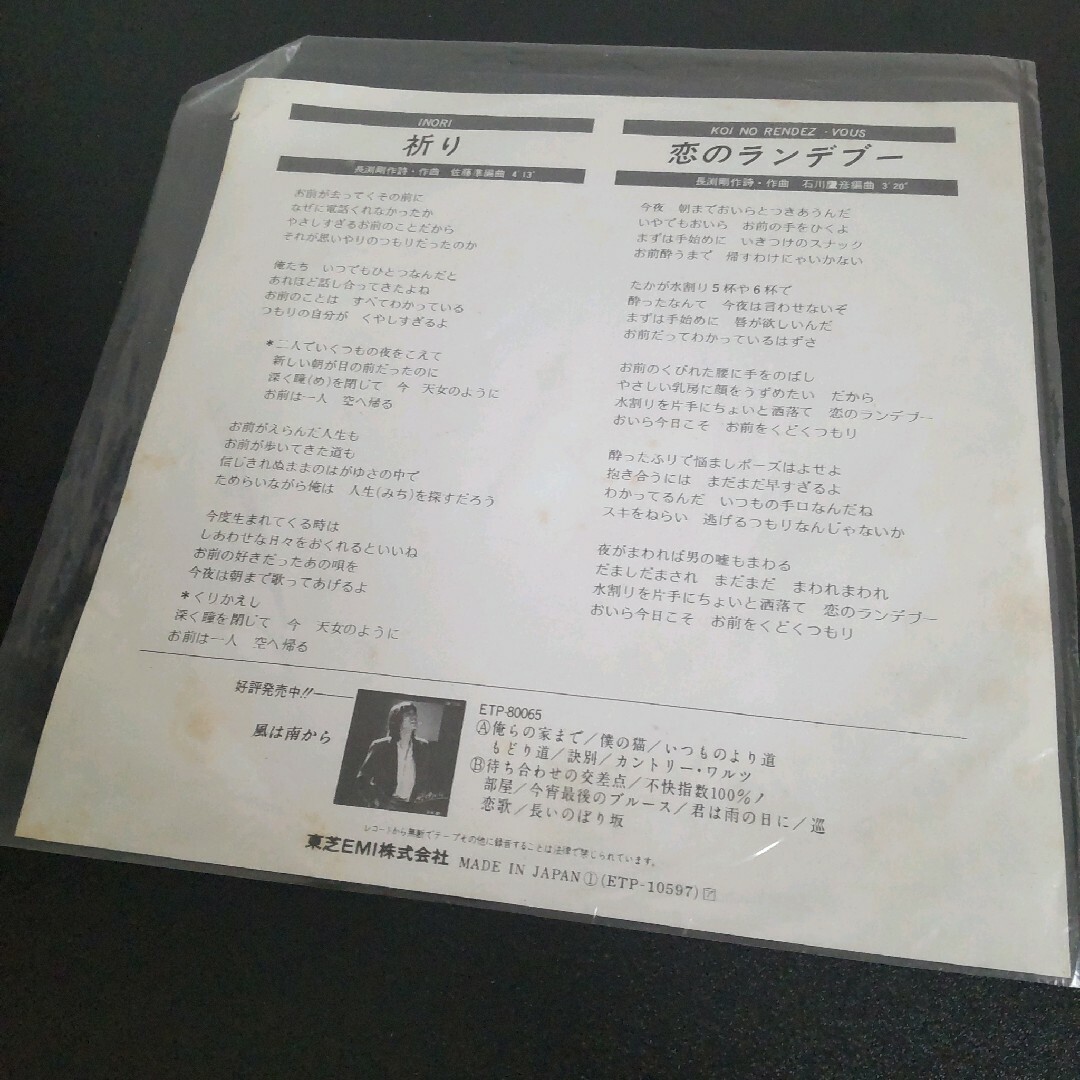 INORI
祈り
長渕剛作詩・作曲 佐藤準編曲 4'13"
お前が去ってくその前に
なぜに電話くれなかったか
やさしすぎるお前のことだから
それが思いやりのつもりだったのか
俺たち いつでもひとつなんだと
あれほど話し合ってきたよね
お前のことは すべてわかっている
つもりの自分が くやしすぎるよ
*二人でいくつもの夜をこえて
新しい朝が目の前だったのに
深く瞳(め)を閉じて 今 天女のように
お前は一人 空へ帰る
お前がえらんだ人生も
お前が歩いてきた道も
信じきれぬままのはがゆさの中で
ためらいながら俺は 人生(みち)を探すだろう
今度生まれてくる時は
しあわせな日々をおくれるといいね
お前の好きだったあの唄を
今夜は朝まで歌ってあげるよ
*くりかえし
深く瞳を閉じて 今 天女のように
お前は一人 空へ帰る
KOI NO RENDEZ-VOUS
恋のランデブー
長渕剛作詩・作曲 石川鷹彦編曲 3'20"
今夜 朝までおいらとつきあうんだ
いやでもおいら お前の手をひくよ
まずは手始めに いきつけのスナック
お前酔うまで 帰すわけにゃいかない
たかが水割り5杯や6杯で
酔ったなんて 今夜は言わせないぞ
まずは手始めに 唇が欲しいんだ
お前だってわかっているはずさ
お前のくびれた腰に手をのばし
やさしい乳房に顔をうずめたい だから
水割りを片手にちょいと洒落て 恋のランデブー
おいら今日こそ お前をくどくつもり
酔ったふりで悩ましポーズはよせよ
抱き合うには まだまだ早すぎるよ
わかってるんだ いつもの手口なんだね
スキをねらい 逃げるつもりなんじゃないか
夜がまわれば男の嘘もまわる
だましだまされ まだまだ まわれまわれ
水割りを片手にちょいと洒落て 恋のランデブー
おいら今日こそ お前をくどくつもり
好評発売中!!
風は南から
ETP-80065
Ⓐ俺らの家まで/僕の猫/いつものより道
もどり道/訣別/カントリー・ワルツ
Ⓑ待ち合わせの交差点/不快指数100%!
部屋/今宵最後のブルース/君は雨の日に/巡
恋歌/長いのぼり坂
レコードから無断でテープその他に録音することは法律で禁じられています。
東芝EMI株式会社 MADE IN JAPAN①(ETP-10597)